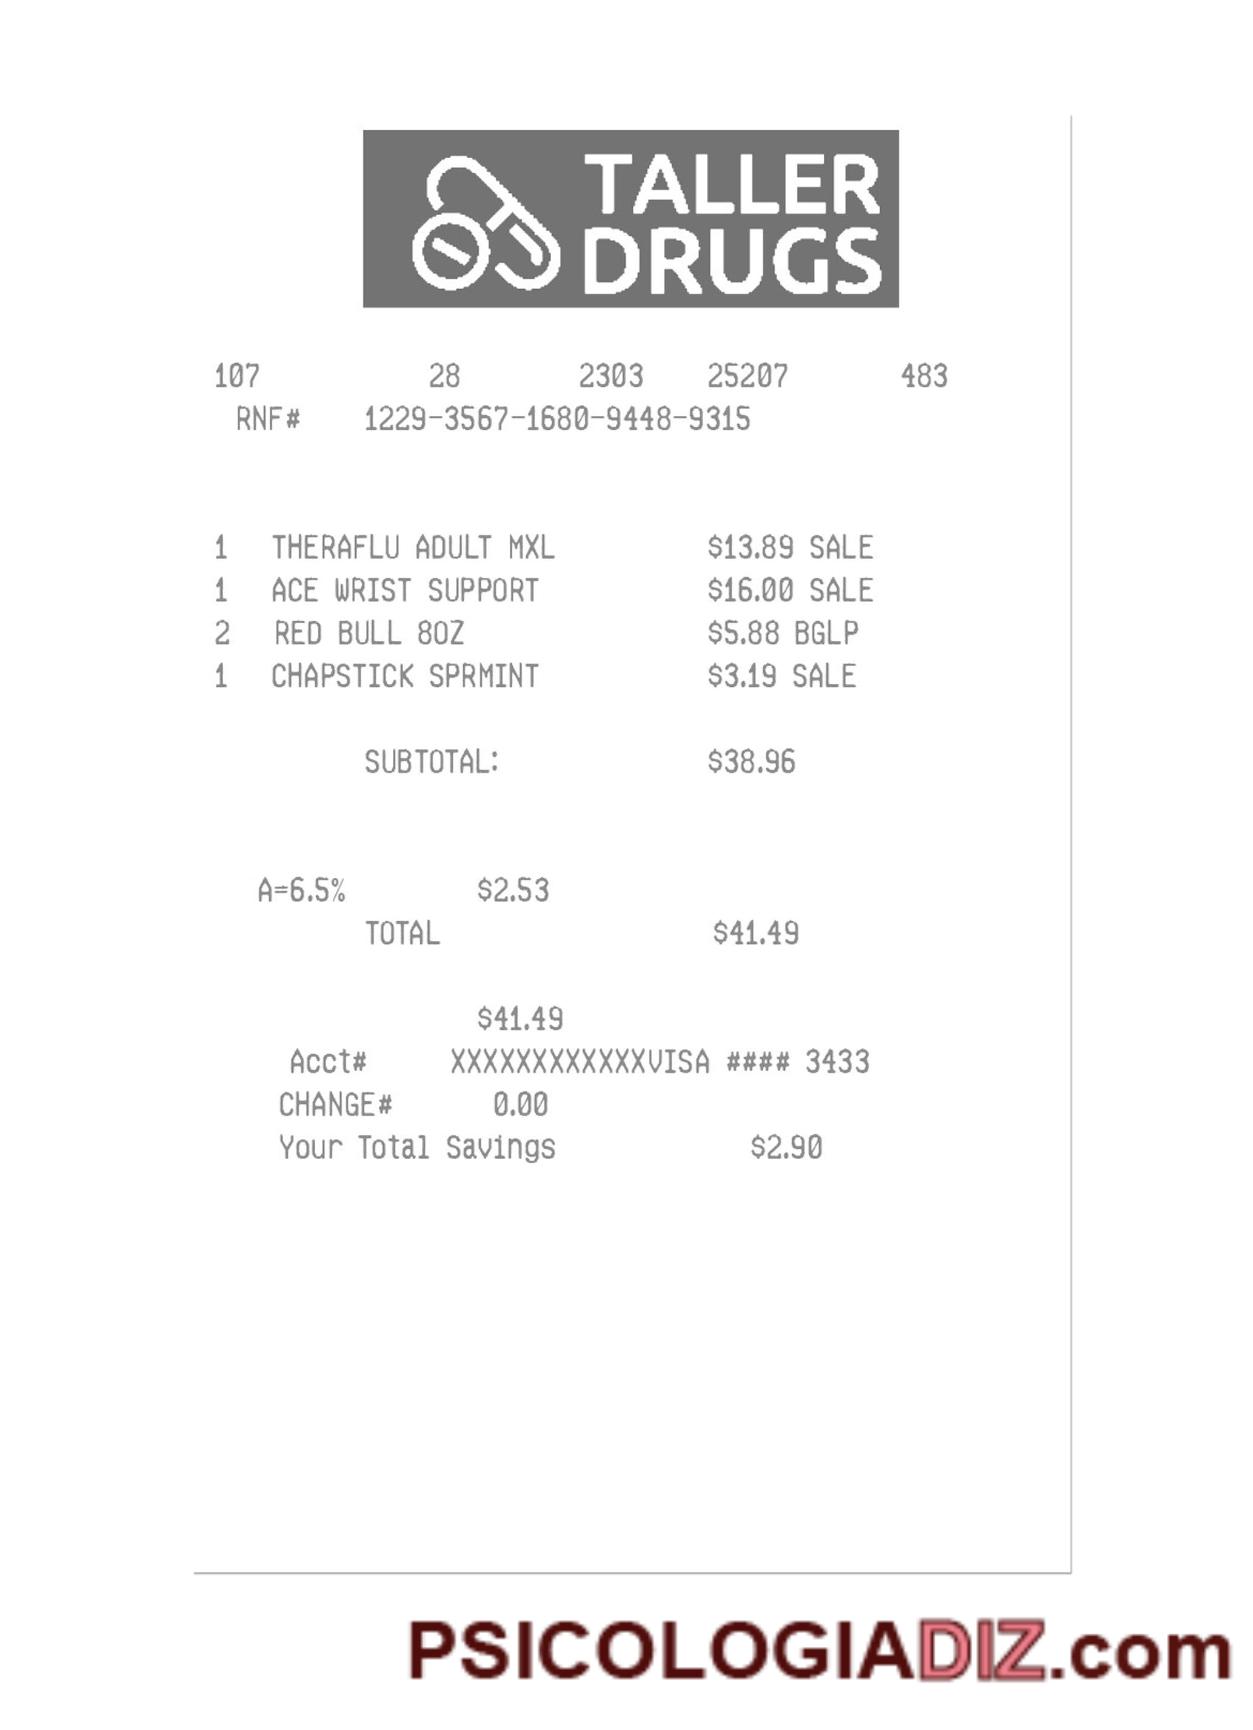 TALLER
DRUGS
107 28 2303 25207 483
RNF# 1229-3567-1680-9448-9315
1 THERAFLU ADULT MXL $13.89 SALE
1 ACE WRIST SUPPORT $16.00 SALE
2 RED BULL 8OZ $5.88 BGLP
1 CHAPSTICK SPRMINT $3.19 SALE
SUBTOTAL: $38.96
A=6.5% $2.53
TOTAL $41.49
$41.49
Acct# XXXXXXXXXXXXVISA #### 3433
CHANGE# 0.00
Your Total Savings $2.90
PSICOLOGIADIZ.com